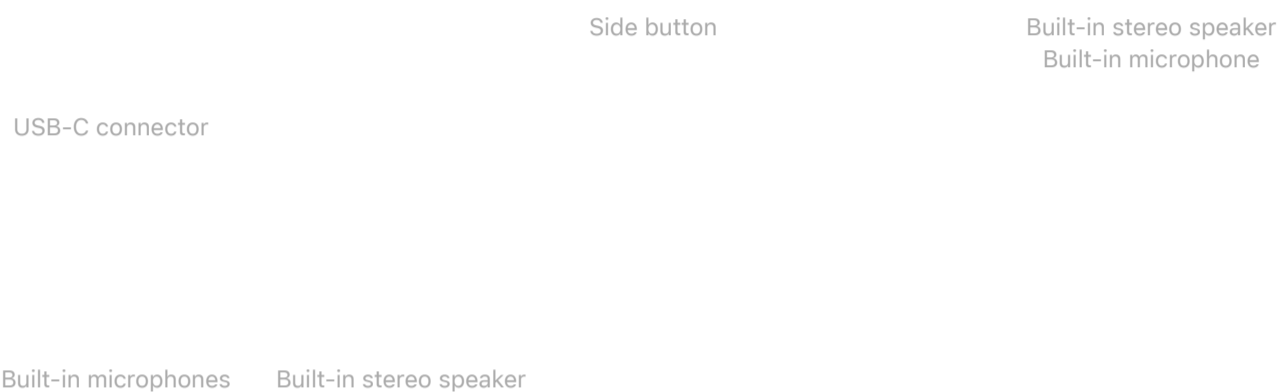 Side button
Built-in stereo speaker
Built-in microphone
USB-C connector
Built-in microphones
Built-in stereo speaker